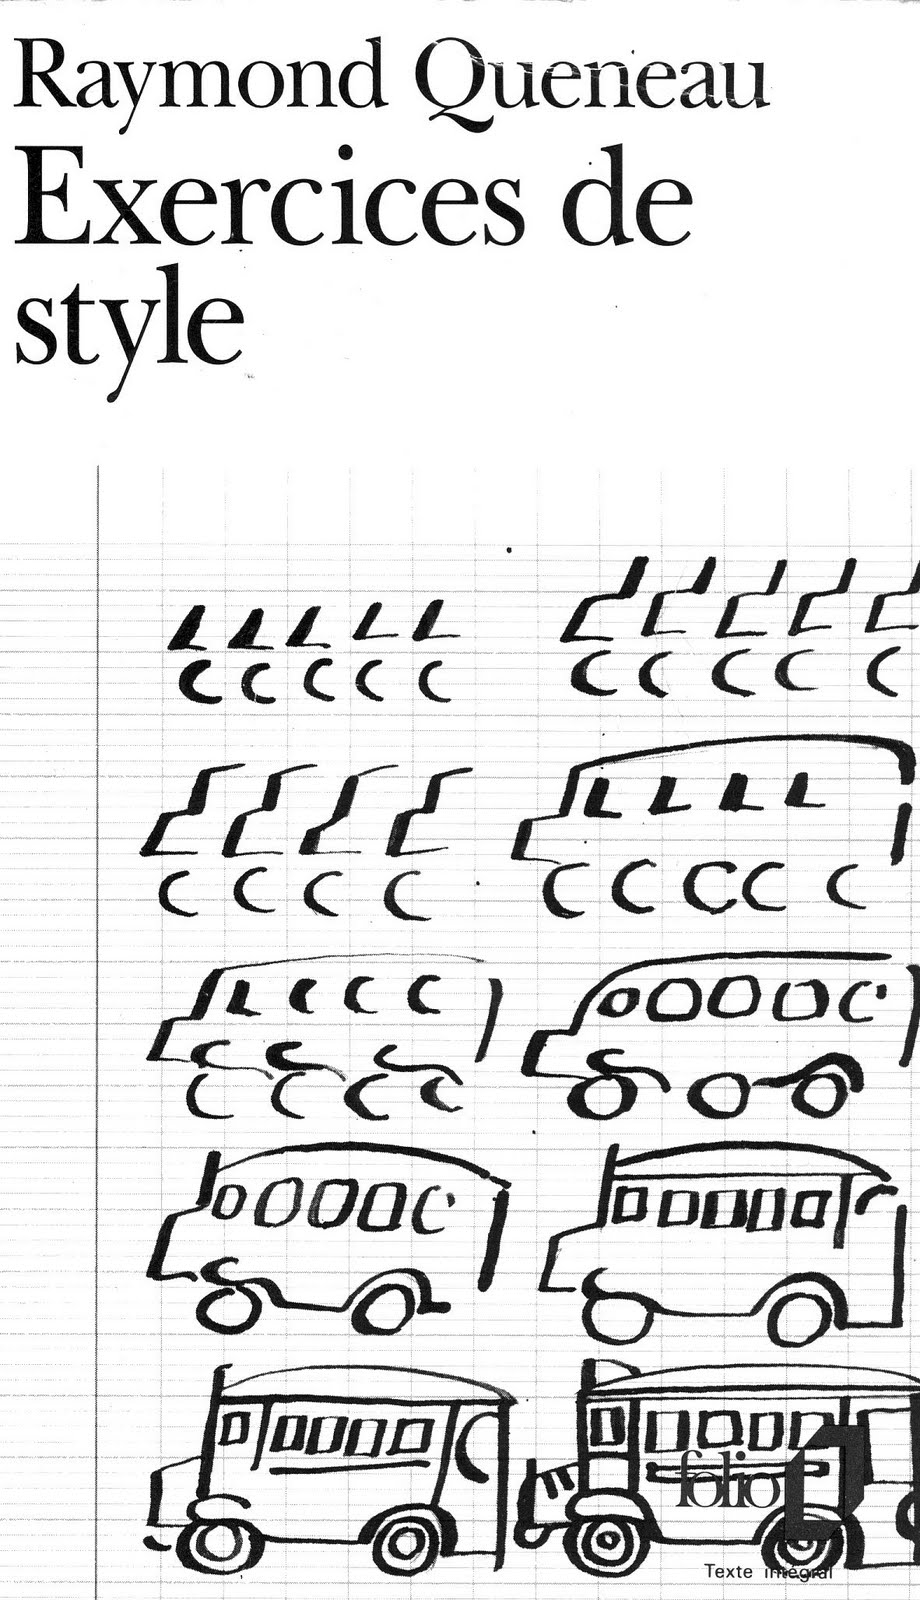 Raymond Queneau
Exercices de
style
folio
Texte intégral